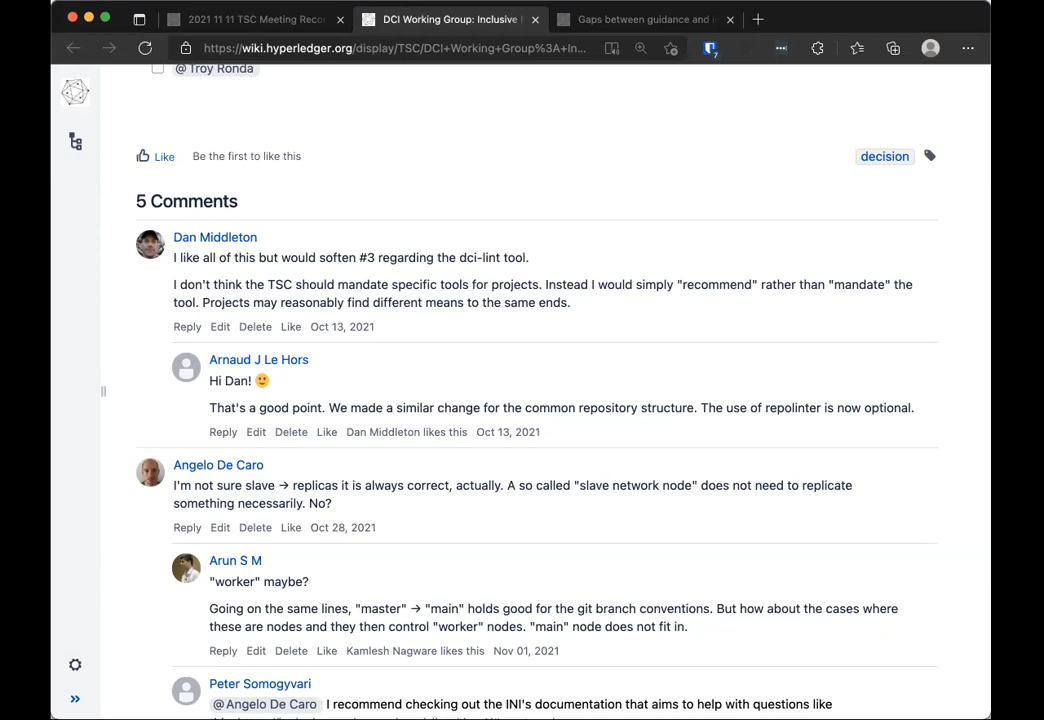 2021 11 11 TSC Meeting Reco
DCI Working Group: Inclusive
Gaps between guidance and i
https://wiki.hyperledger.org/display/TSC/DCI+Working+Group%3A+In...
7
@Troy Ronda
Like Be the first to like this
decision
5 Comments
Dan Middleton
I like all of this but would soften #3 regarding the dci-lint tool.
I don't think the TSC should mandate specific tools for projects. Instead I would simply "recommend" rather than "mandate" the
tool. Projects may reasonably find different means to the same ends.
Reply Edit Delete Like Oct 13, 2021
Arnaud J Le Hors
Hi Dan! 🙂
That's a good point. We made a similar change for the common repository structure. The use of repolinter is now optional.
Reply Edit Delete Like Dan Middleton likes this Oct 13, 2021
Angelo De Caro
I'm not sure slave → replicas it is always correct, actually. A so called "slave network node" does not need to replicate
something necessarily. No?
Reply Edit Delete Like Oct 28, 2021
Arun S M
"worker" maybe?
Going on the same lines, "master" → "main" holds good for the git branch conventions. But how about the cases where
these are nodes and they then control "worker" nodes. "main" node does not fit in.
Reply Edit Delete Like Kamlesh Nagware likes this Nov 01, 2021
Peter Somogyvari
@Angelo De Caro I recommend checking out the INI's documentation that aims to help with questions like